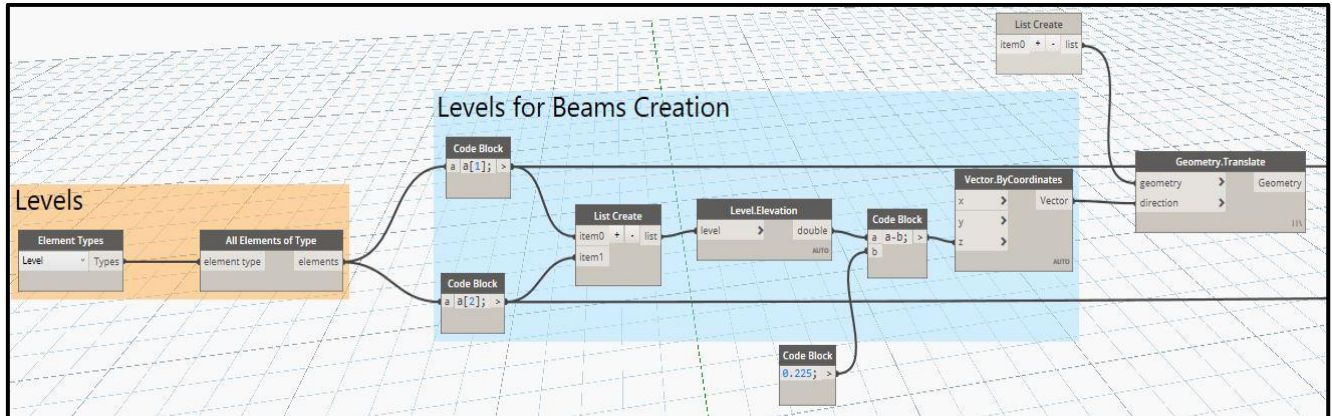 List Create
item0 + - list
Levels for Beams Creation
Code Block
a a[1]; >
Geometry.Translate
geometry > Geometry
direction >
Vector.ByCoordinates
x > Vector
y >
z >
AUTO
Levels
List Create
item0 + - list
item1
Level.Elevation
level > double
AUTO
Code Block
a a-b; >
b
Element Types
Level Types
All Elements of Type
element type elements
Code Block
a a[2]; >
Code Block
0.225; >